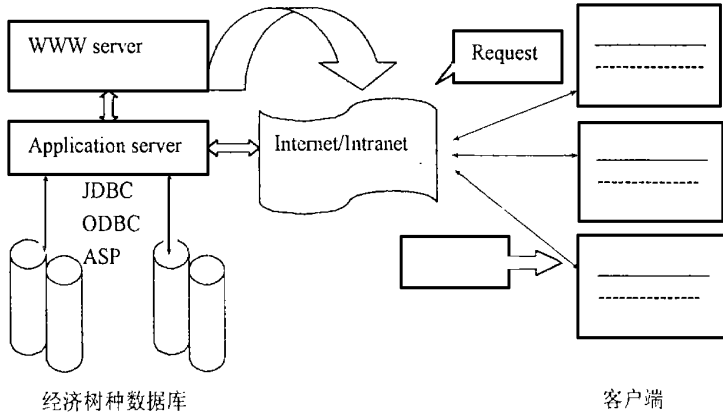 WWW server
Request
Application server
Internet/Intranet
JDBC
ODBC
ASP
经济树种数据库
客户端